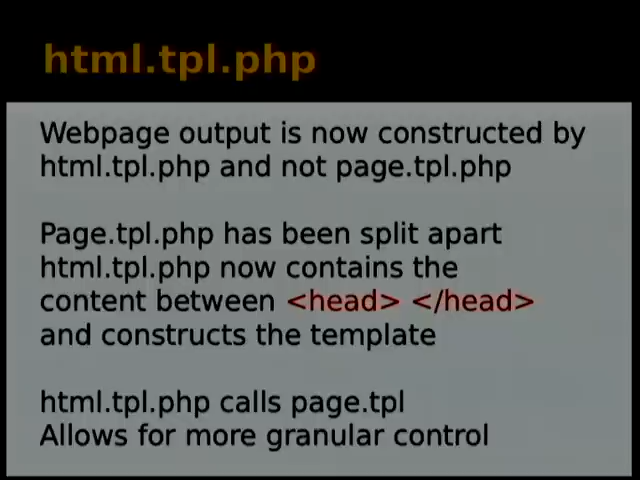 html.tpl.php
Webpage output is now constructed by
html.tpl.php and not page.tpl.php
Page.tpl.php has been split apart
html.tpl.php now contains the
content between <head> </head>
and constructs the template
html.tpl.php calls page.tpl
Allows for more granular control